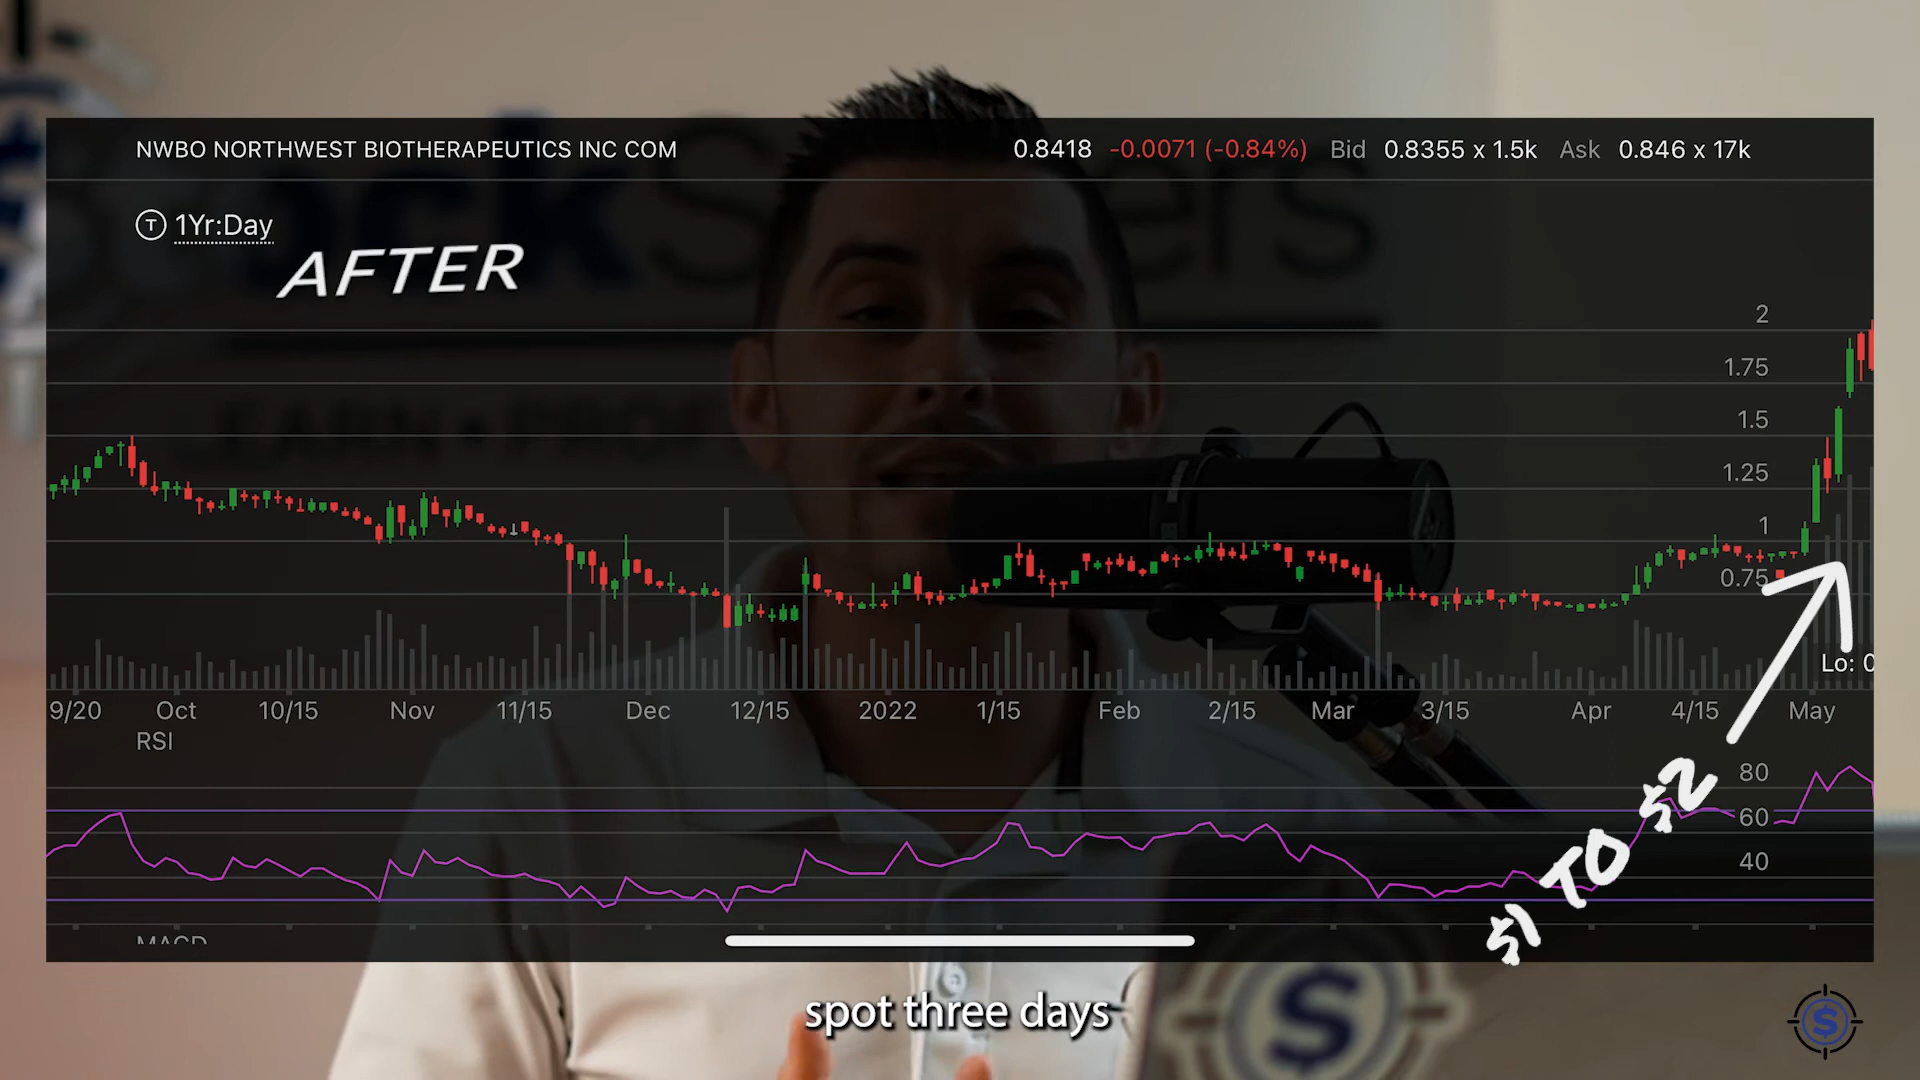 NWBO NORTHWEST BIOTHERAPEUTICS INC COM 0.8418 -0.0071 (-0.84%) Bid 0.8355 x 1.5k Ask 0.846 x 17k
T 1Yr:Day
AFTER
2
1.75
1.5
1.25
1
0.75
Lo: 0
9/20 Oct 10/15 Nov 11/15 Dec 12/15 2022 1/15 Feb 2/15 Mar 3/15 Apr 4/15 May
RSI
80
60
40
$1 TO $2
MACD
spot three days
$
$